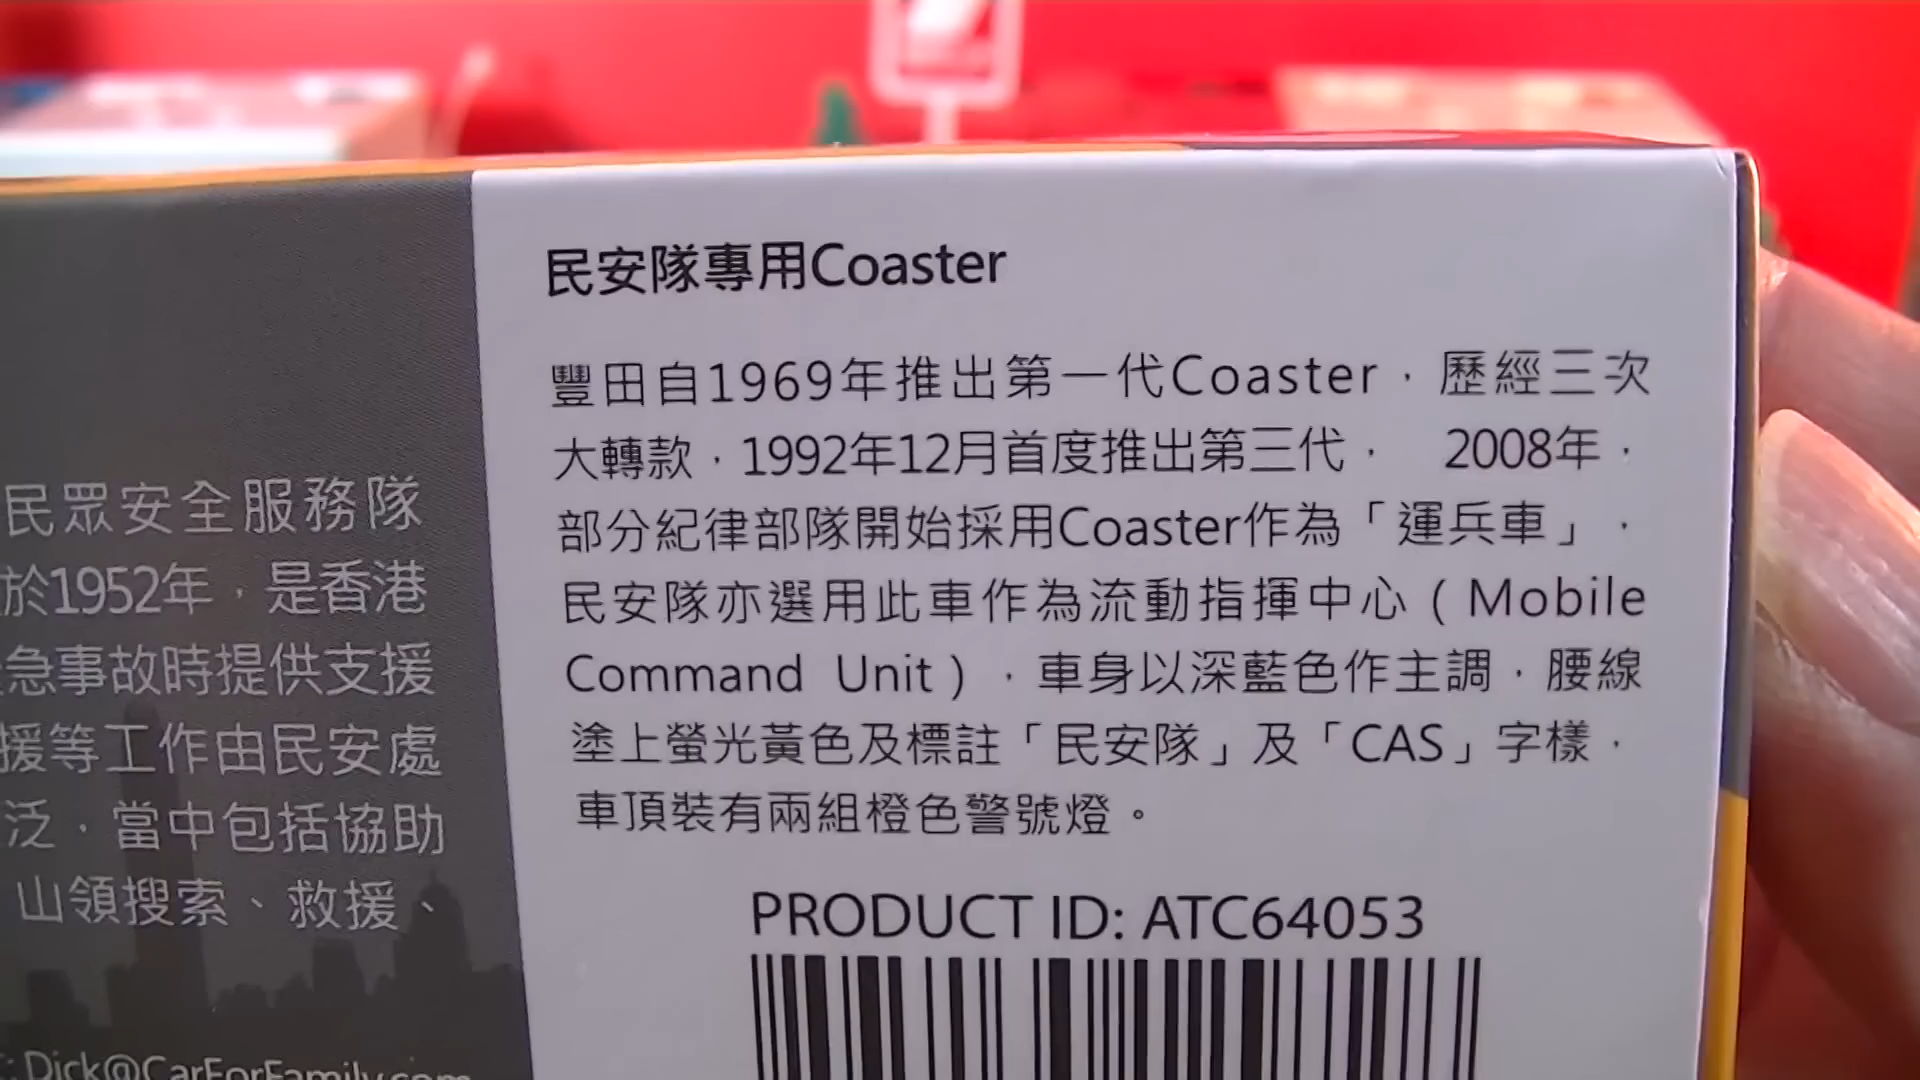 民眾安全服務隊
於1952年，是香港
急事故時提供支援
援等工作由民安處
泛，當中包括協助
山領搜索、救援、
Dick@CarForFamily.com
民安隊專用Coaster
豐田自1969年推出第一代Coaster，歷經三次
大轉款，1992年12月首度推出第三代， 2008年，
部分紀律部隊開始採用Coaster作為「運兵車」，
民安隊亦選用此車作為流動指揮中心（Mobile
Command Unit），車身以深藍色作主調，腰線
塗上螢光黃色及標註「民安隊」及「CAS」字樣，
車頂裝有兩組橙色警號燈。
PRODUCT ID: ATC64053